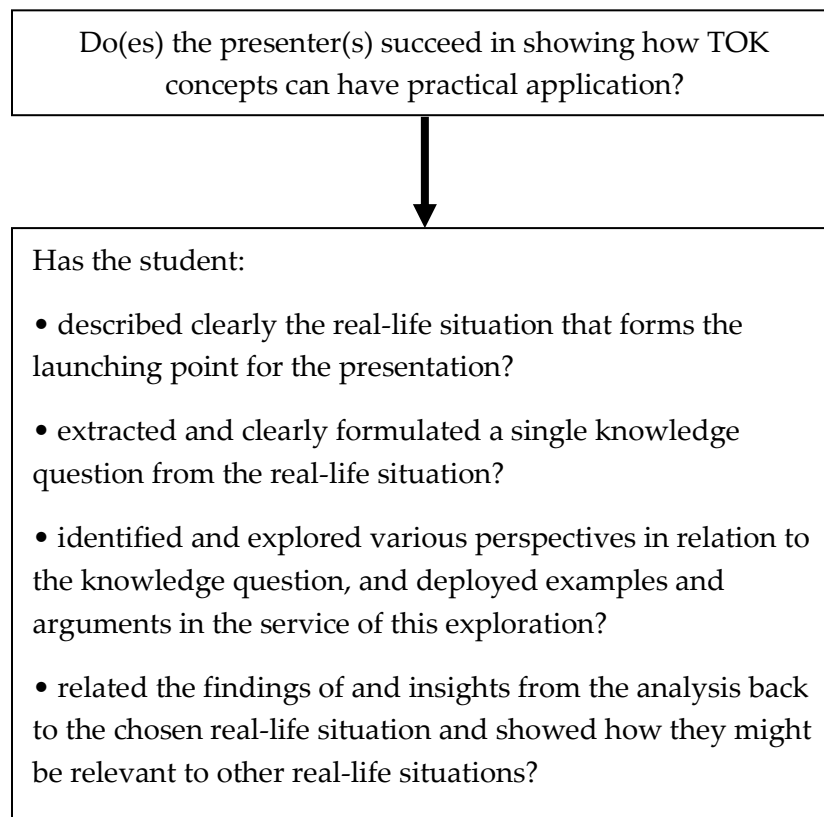 Do(es) the presenter(s) succeed in showing how TOK
concepts can have practical application?
Has the student:
• described clearly the real-life situation that forms the
launching point for the presentation?
• extracted and clearly formulated a single knowledge
question from the real-life situation?
• identified and explored various perspectives in relation to
the knowledge question, and deployed examples and
arguments in the service of this exploration?
• related the findings of and insights from the analysis back
to the chosen real-life situation and showed how they might
be relevant to other real-life situations?